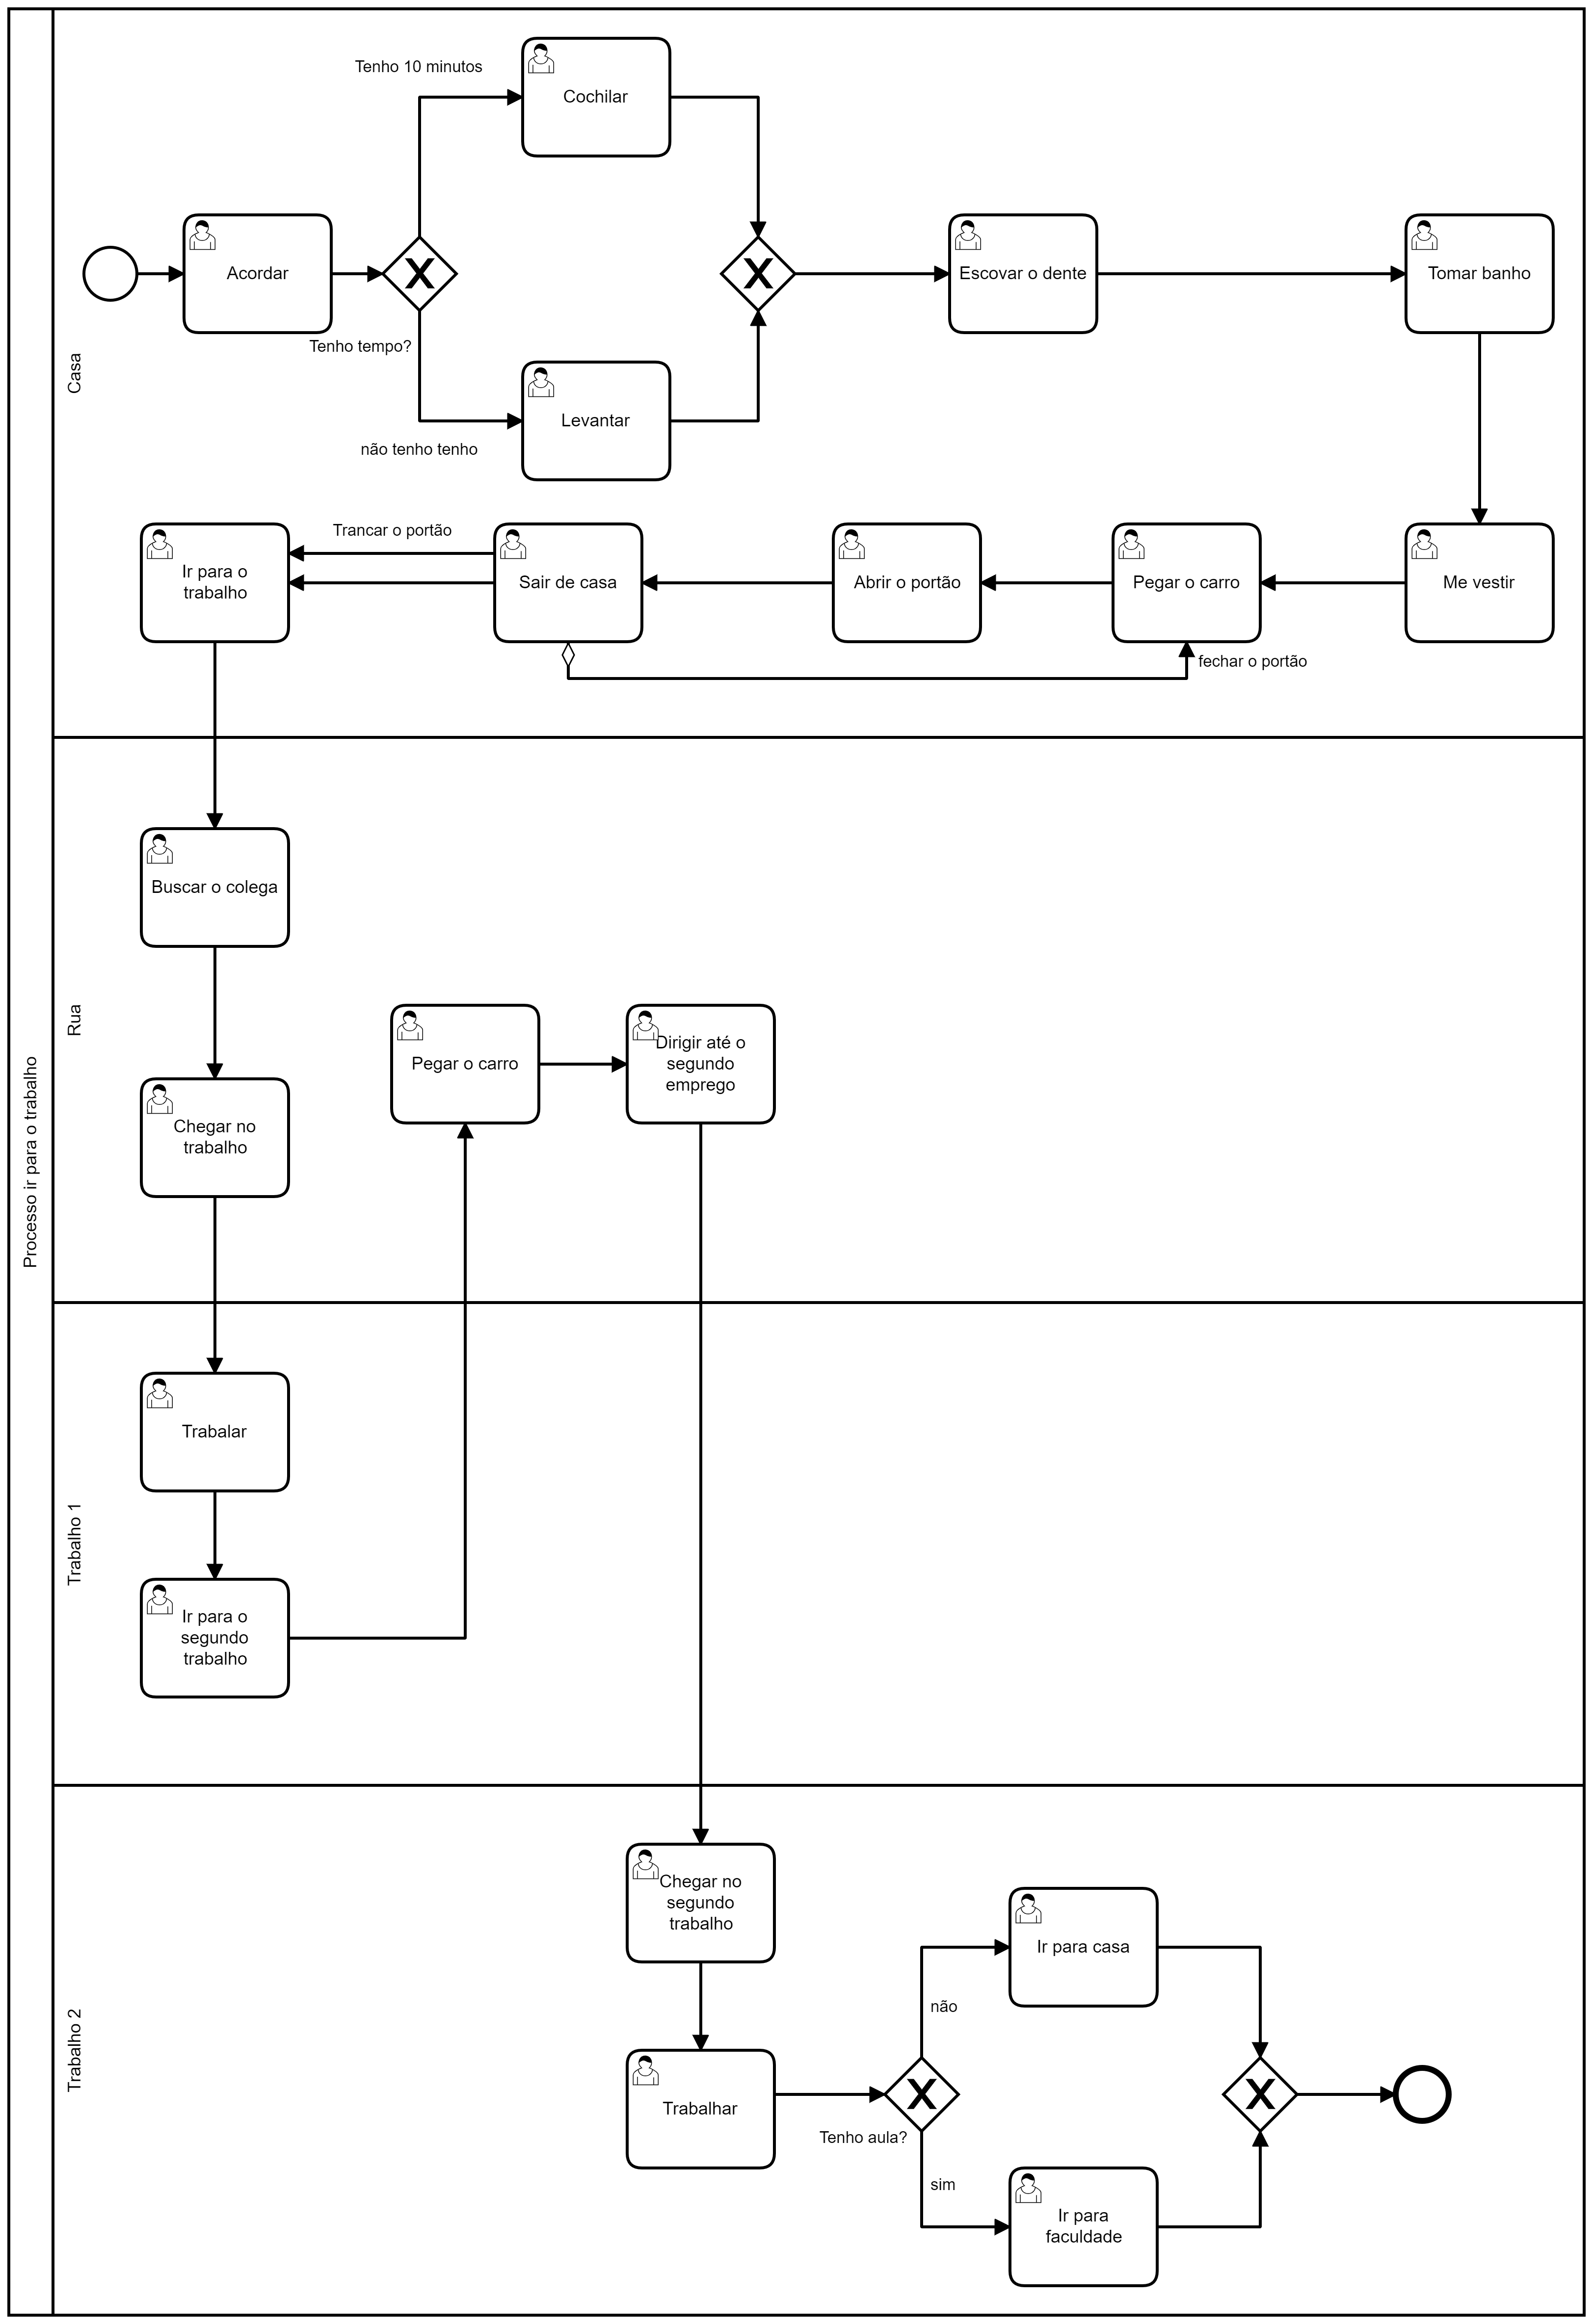 Processo ir para o trabalho
Casa
Tenho 10 minutos
Cochilar
Acordar
Escovar o dente
Tomar banho
Tenho tempo?
Levantar
não tenho tenho
Trancar o portão
Ir para o
trabalho
Sair de casa
Abrir o portão
Pegar o carro
Me vestir
fechar o portão
Rua
Buscar o colega
Chegar no
trabalho
Pegar o carro
Dirigir até o
segundo
emprego
Trabalho 1
Trabalar
Ir para o
segundo
trabalho
Trabalho 2
Chegar no
segundo
trabalho
Ir para casa
não
Trabalhar
Tenho aula?
sim
Ir para
faculdade